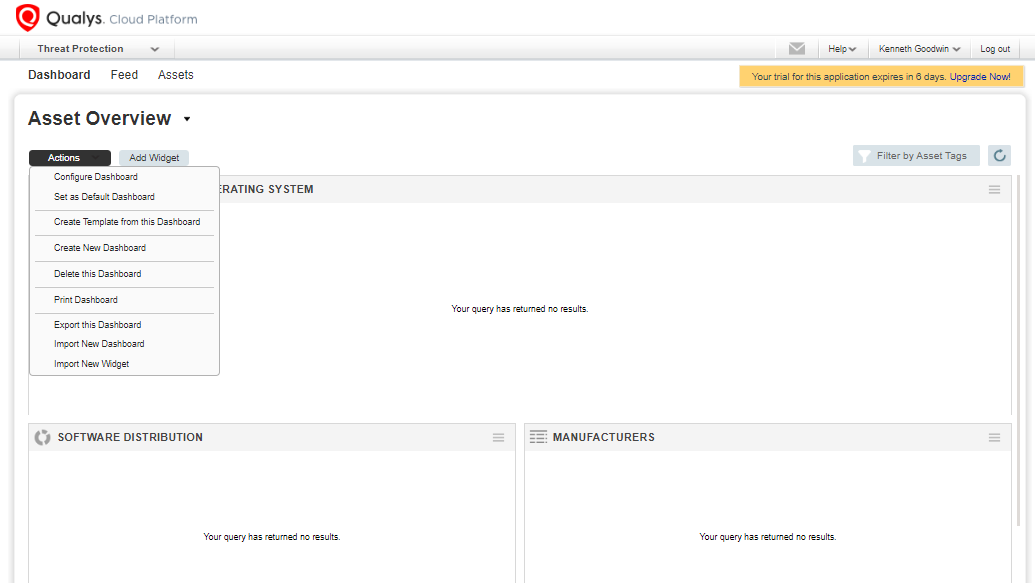 Qualys. Cloud Platform
Threat Protection
Help
Kenneth Goodwin
Log out
Dashboard Feed Assets
Your trial for this application expires in 6 days. Upgrade Now!
Asset Overview
Actions
Add Widget
Filter by Asset Tags
Configure Dashboard
Set as Default Dashboard
Create Template from this Dashboard
Create New Dashboard
Delete this Dashboard
Print Dashboard
Export this Dashboard
Import New Dashboard
Import New Widget
ERATING SYSTEM
Your query has returned no results.
SOFTWARE DISTRIBUTION
Your query has returned no results.
MANUFACTURERS
Your query has returned no results.